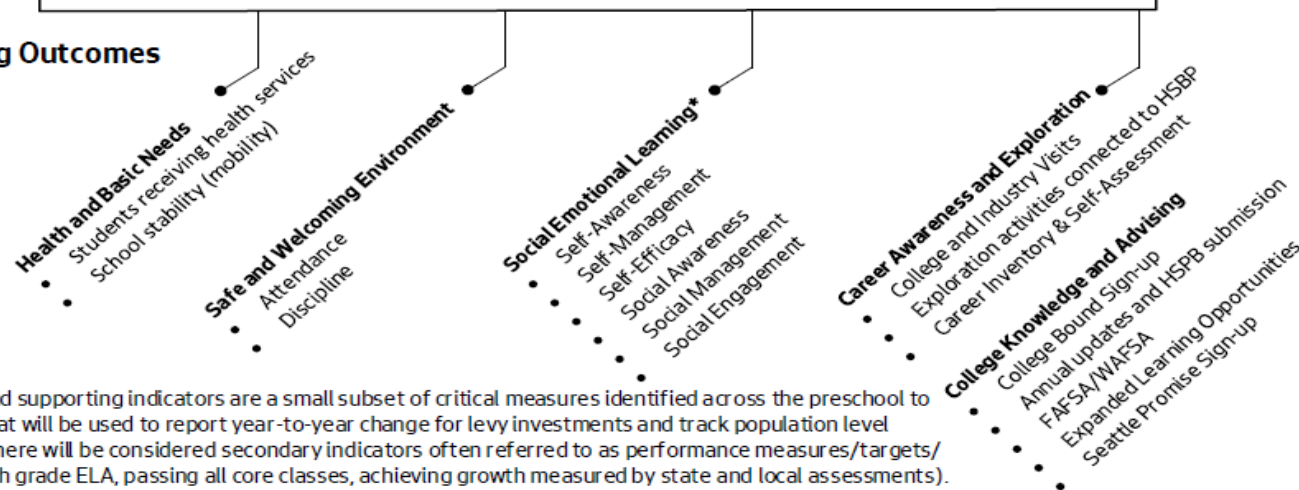 g Outcomes
Health and Basic Needs
Students receiving health services
School stability (mobility)
Safe and Welcoming Environment
Attendance
Discipline
Social Emotional Learning*
Self-Awareness
Self-Management
Self-Efficacy
Social Awareness
Social Management
Social Engagement
Career Awareness and Exploration
College and Industry Visits
Exploration activities connected to HSBP
Career Inventory & Self-Assessment
College Knowledge and Advising
College Bound Sign-up
Annual updates and HSPB submission
FAFSA/WAFSA
Expanded Learning Opportunities
Seattle Promise Sign-up
d supporting indicators are a small subset of critical measures identified across the preschool to
at will be used to report year-to-year change for levy investments and track population level
here will be considered secondary indicators often referred to as performance measures/targets/
h grade ELA, passing all core classes, achieving growth measured by state and local assessments).